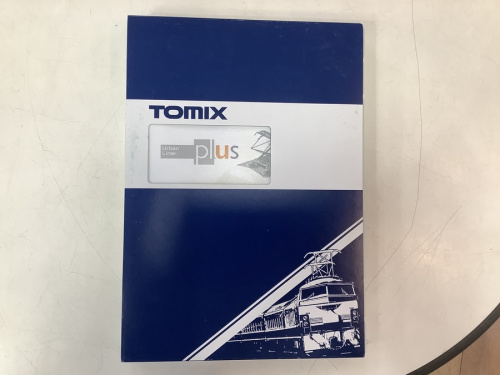 TOMIX
Urban
Liner
plus